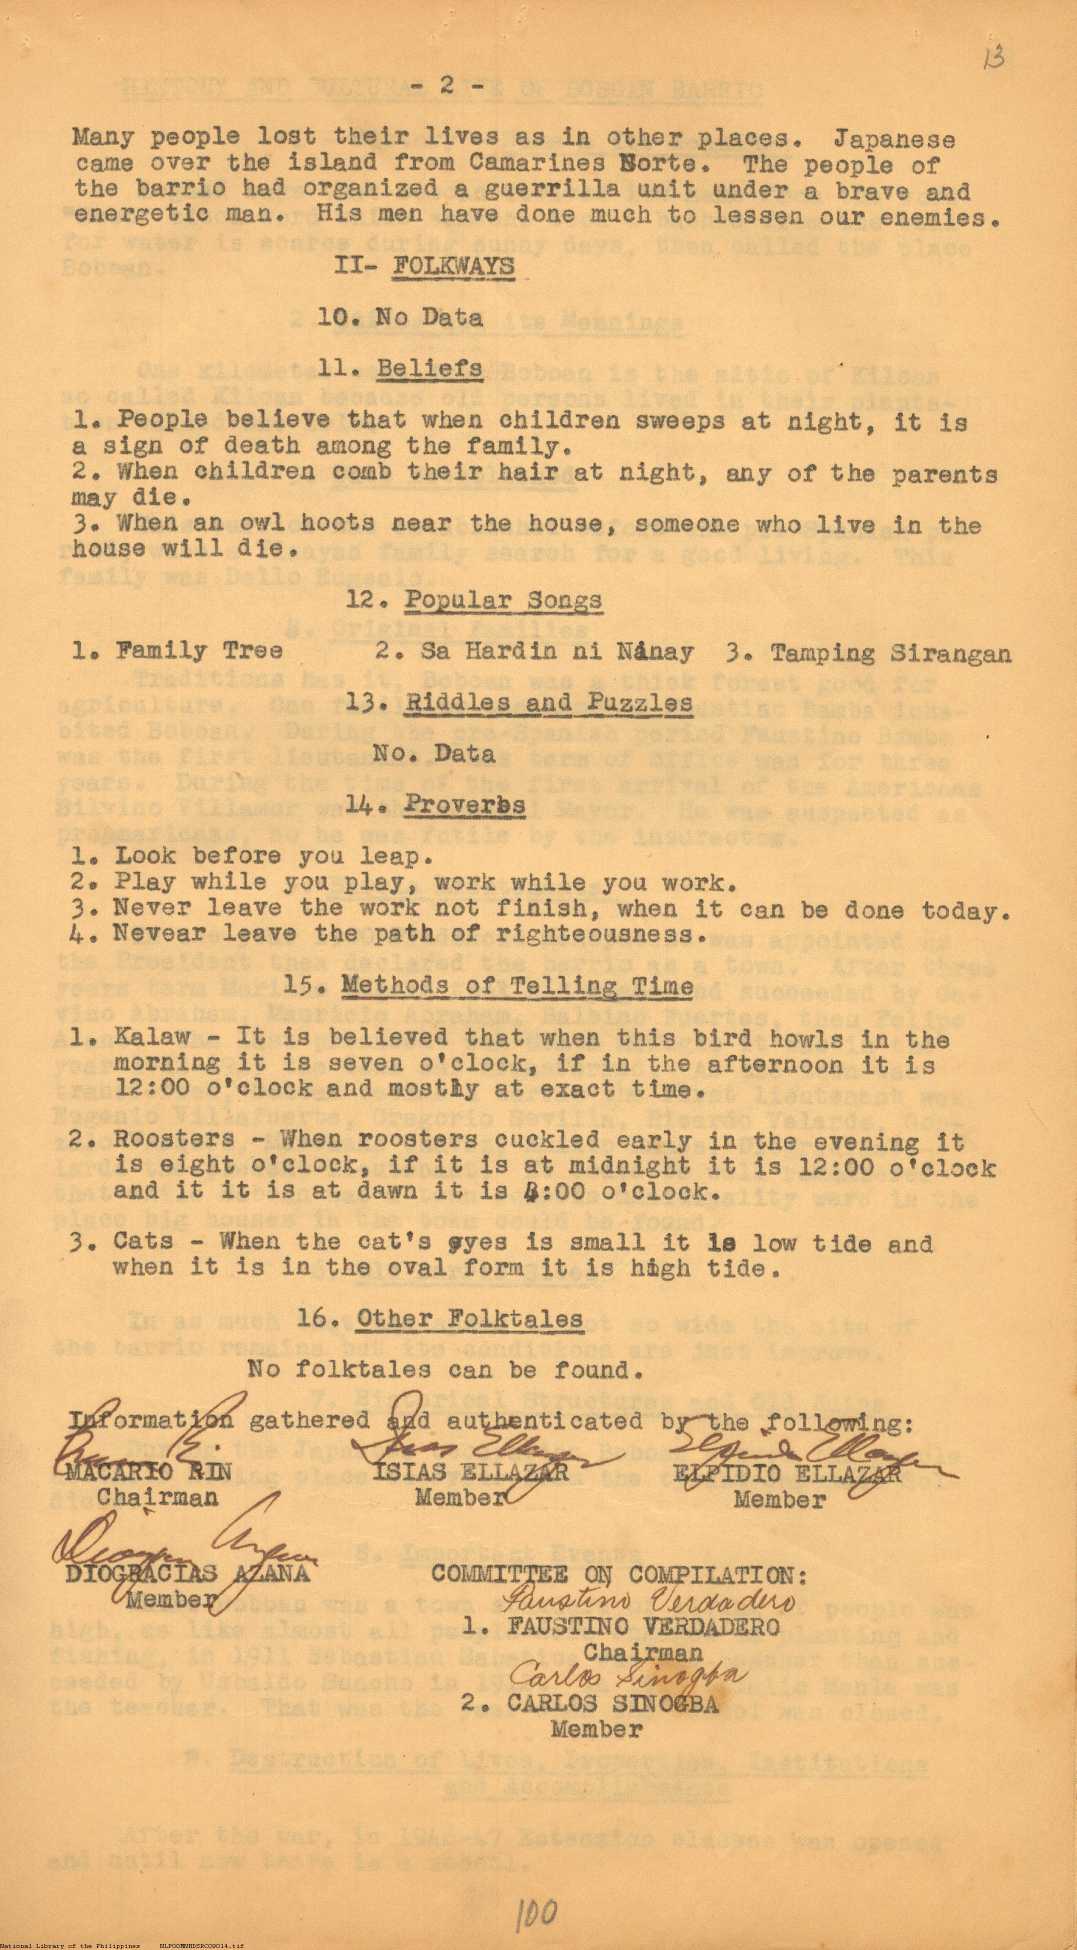 13
- 2 -
Many people lost their lives as in other places. Japanese
came over the island from Camarines Norte. The people of
the barrio had organized a guerrilla unit under a brave and
energetic man. His men have done much to lessen our enemies.
II- FOLKWAYS
10. No Data
11. Beliefs
1. People believe that when children sweeps at night, it is
a sign of death among the family.
2. When children comb their hair at night, any of the parents
may die.
3. When an owl hoots near the house, someone who live in the
house will die.
12. Popular Songs
1. Family Tree 2. Sa Hardin ni Ninay 3. Tamping Sirangan
13. Riddles and Puzzles
No. Data
14. Proverbs
1. Look before you leap.
2. Play while you play, work while you work.
3. Never leave the work not finish, when it can be done today.
4. Nevear leave the path of righteousness.
15. Methods of Telling Time
1. Kalaw - It is believed that when this bird howls in the
morning it is seven o'clock, if in the afternoon it is
12:00 o'clock and mostly at exact time.
2. Roosters - When roosters cuckled early in the evening it
is eight o'clock, if it is at midnight it is 12:00 o'clock
and it it is at dawn it is 4:00 o'clock.
3. Cats - When the cat's eyes is small it is low tide and
when it is in the oval form it is high tide.
16. Other Folktales
No folktales can be found.
Information gathered and authenticated by the following:
Isias Ellazar Elpidio Ellazar
MACARIO RIN ISIAS ELLAZAR ELPIDIO ELLAZAR
Chairman Member Member
DIOGRACIAS AZANA COMMITTEE ON COMPILATION:
Member
Faustino Verdadero
1. FAUSTINO VERDADERO
Chairman
Carlos Sinogba
2. CARLOS SINOGBA
Member
100
National Library of the Philippines